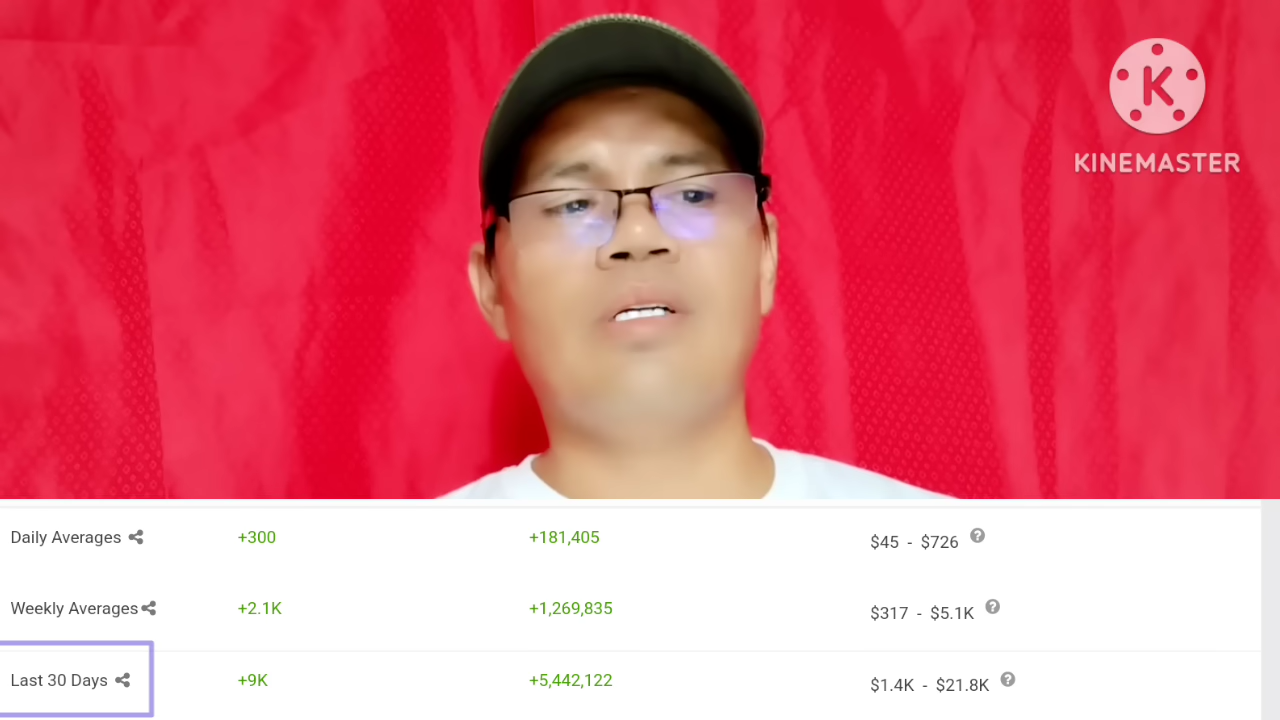 K
KINEMASTER
Daily Averages +300 +181,405 $45 - $726 ?
Weekly Averages +2.1K +1,269,835 $317 - $5.1K ?
Last 30 Days +9K +5,442,122 $1.4K - $21.8K ?